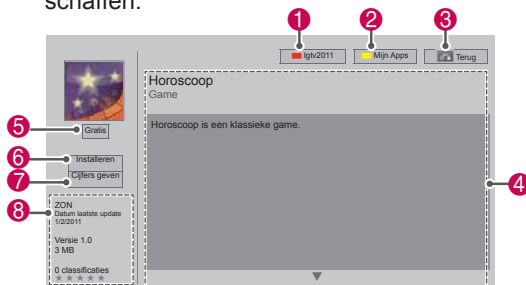 schaffen.
1 2 3
lgtv2011 Mijn Apps Terug
Horoscoop
Game
Horoscoop is een klassieke game.
4
5 Gratis
6 Installeren
7 Cijfers geven
8 ZON
Datum laatste update
1/2/2011
Versie 1.0
3 MB
0 classificaties